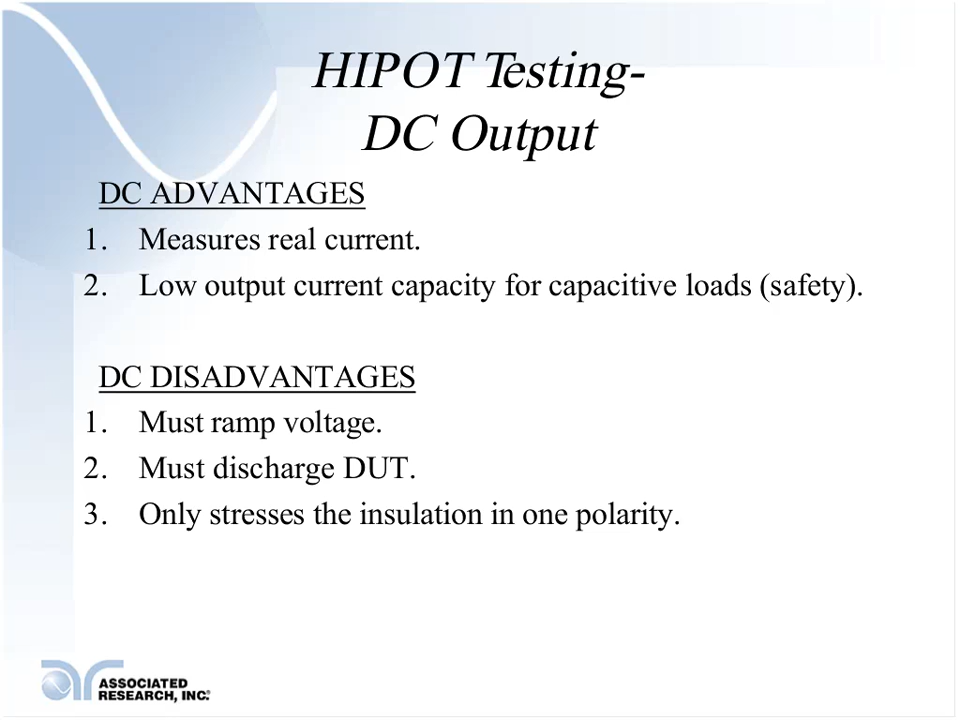 HIPOT Testing-
DC Output
DC ADVANTAGES
1. Measures real current.
2. Low output current capacity for capacitive loads (safety).
DC DISADVANTAGES
1. Must ramp voltage.
2. Must discharge DUT.
3. Only stresses the insulation in one polarity.
ASSOCIATED
RESEARCH, INC.®